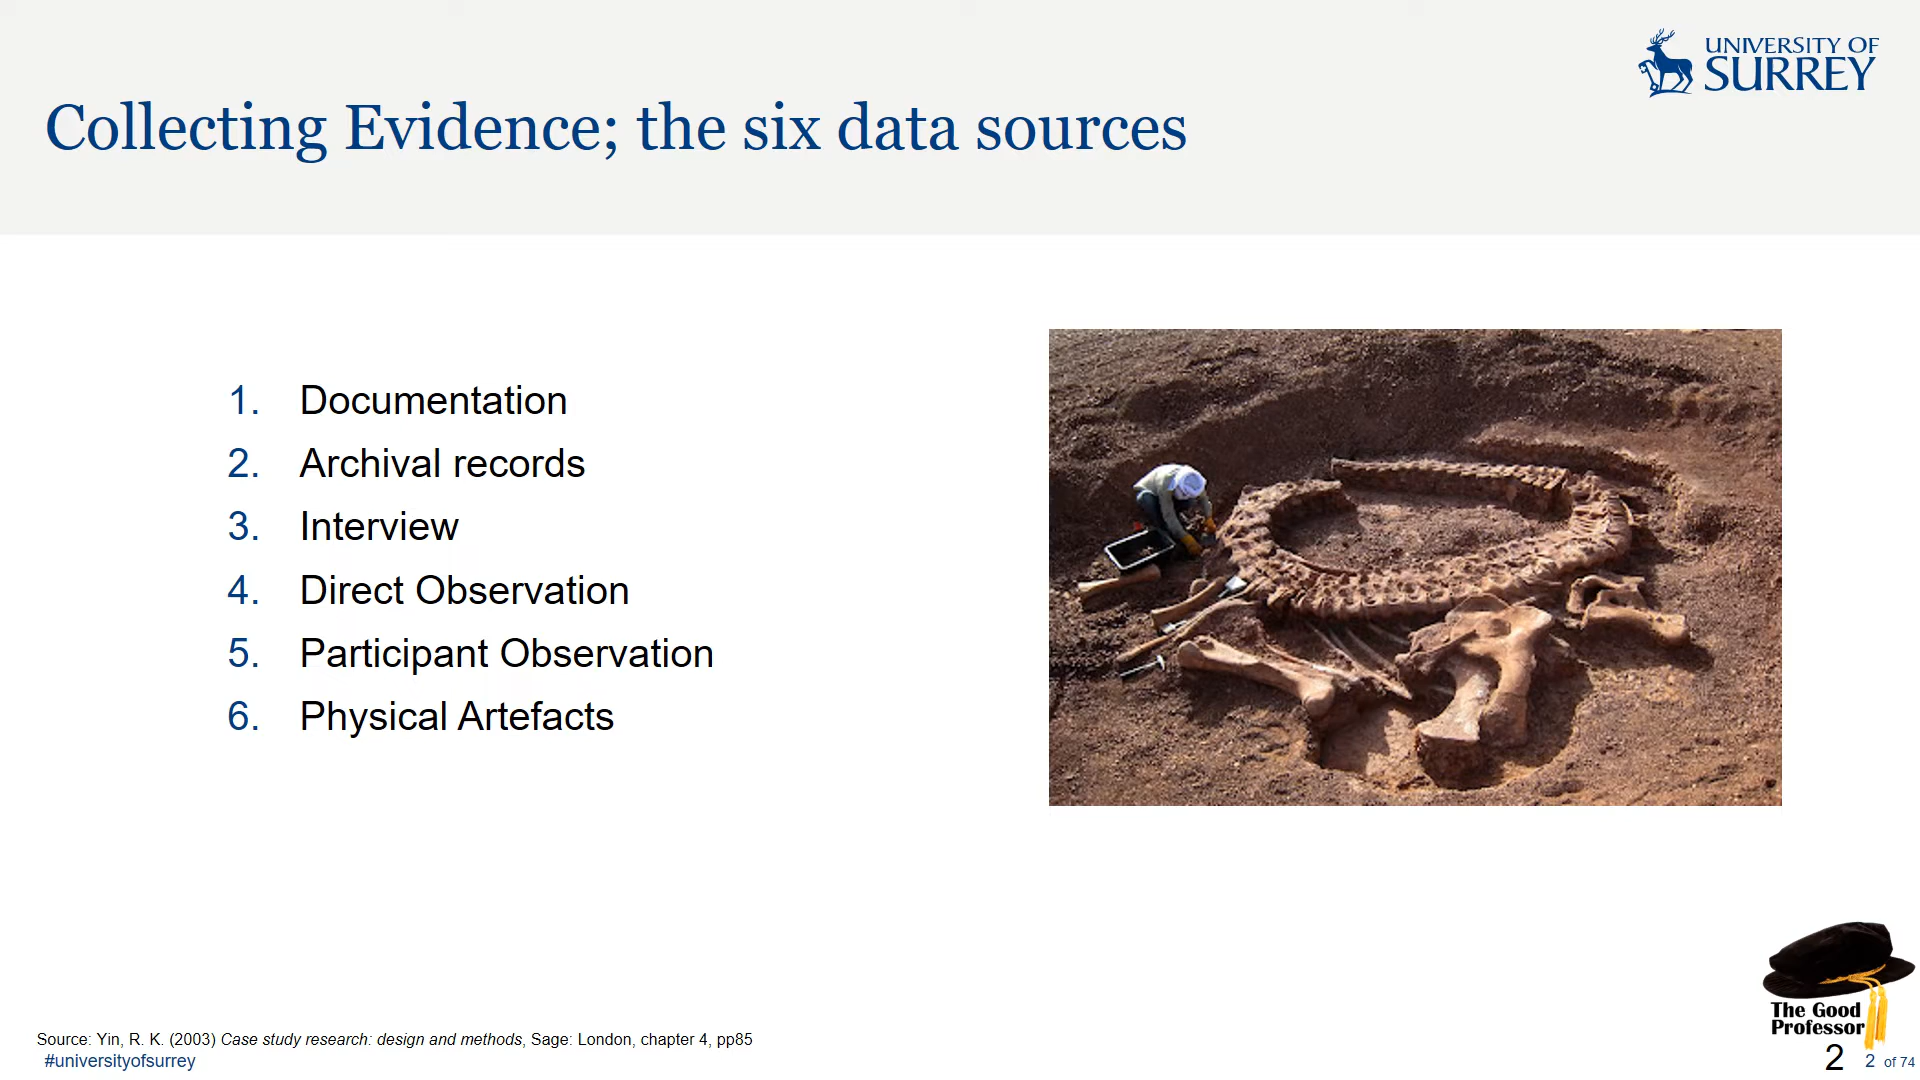 UNIVERSITY OF
SURREY
Collecting Evidence; the six data sources
1. Documentation
2. Archival records
3. Interview
4. Direct Observation
5. Participant Observation
6. Physical Artefacts
The Good
Professor
Source: Yin, R. K. (2003) Case study research: design and methods, Sage: London, chapter 4, pp85
#universityofsurrey
2 2 of 74